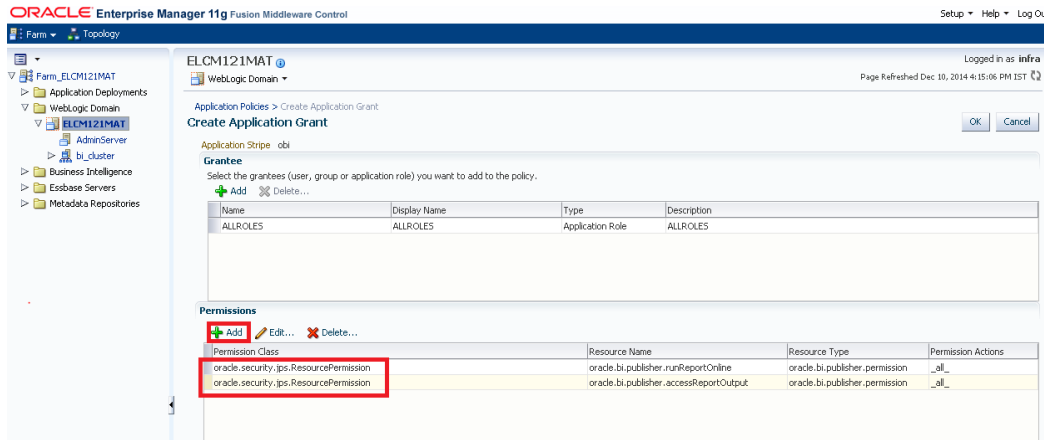 ORACLE Enterprise Manager 11g Fusion Middleware Control
Setup Help Log Ou
Farm Topology
ELCM121MAT
Logged in as infra
WebLogic Domain
Page Refreshed Dec 10, 2014 4:15:06 PM IST
Farm_ELCM121MAT
Application Deployments
WebLogic Domain
ELCM121MAT
AdminServer
bi_cluster
Business Intelligence
Essbase Servers
Metadata Repositories
Application Policies > Create Application Grant
Create Application Grant
OK Cancel
Application Stripe obi
Grantee
Select the grantees (user, group or application role) you want to add to the policy.
Add Delete...
Name Display Name Type Description
ALLROLES ALLROLES Application Role ALLROLES
Permissions
Add Edit... Delete...
Permission Class Resource Name Resource Type Permission Actions
oracle.security.jps.ResourcePermission oracle.bi.publisher.runReportOnline oracle.bi.publisher.permission _all_
oracle.security.jps.ResourcePermission oracle.bi.publisher.accessReportOutput oracle.bi.publisher.permission _all_